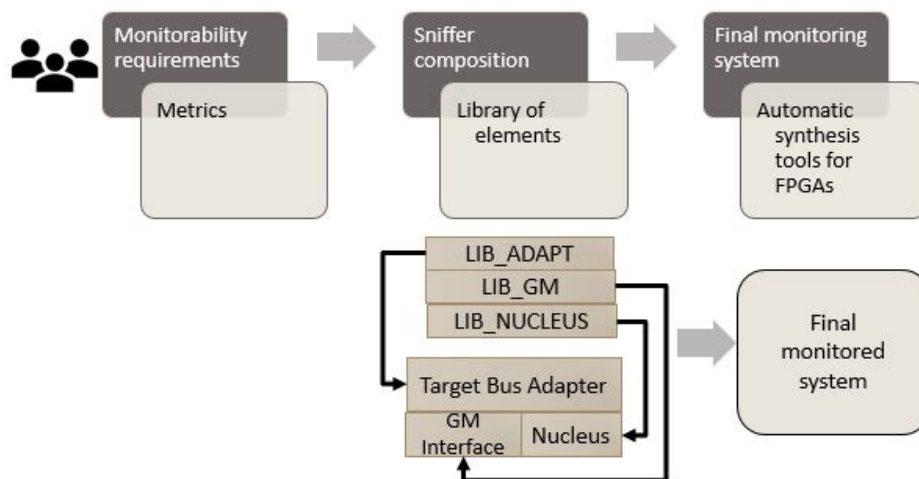 Monitorability
requirements
Metrics
Sniffer
composition
Library of
elements
Final monitoring
system
Automatic
synthesis
tools for
FPGAs
LIB_ADAPT
LIB_GM
LIB_NUCLEUS
Target Bus Adapter
GM
Interface
Nucleus
Final
monitored
system